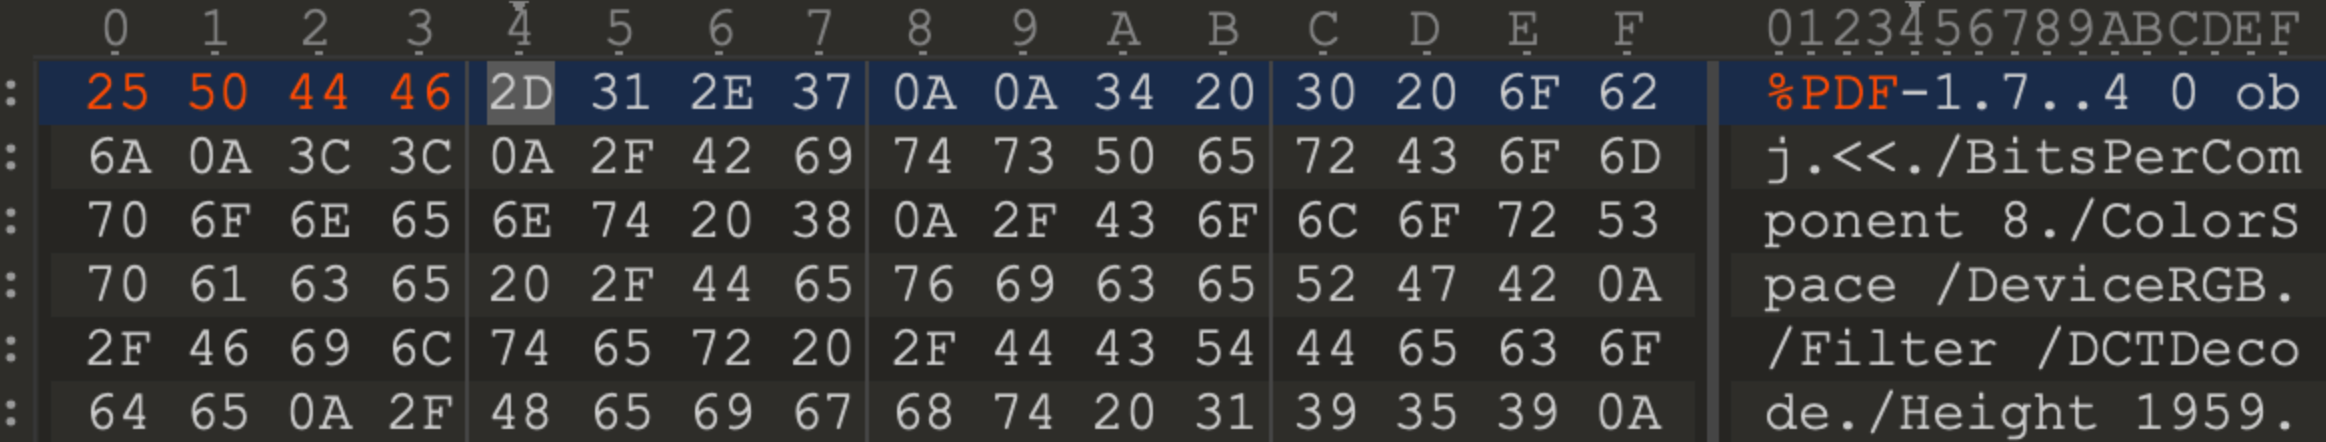 0 1 2 3 4 5 6 7 8 9 A B C D E F 0123456789ABCDEF
: 25 50 44 46 2D 31 2E 37 0A 0A 34 20 30 20 6F 62 %PDF-1.7..4 0 ob
: 6A 0A 3C 3C 0A 2F 42 69 74 73 50 65 72 43 6F 6D j.<<./BitsPerCom
: 70 6F 6E 65 6E 74 20 38 0A 2F 43 6F 6C 6F 72 53 ponent 8./ColorS
: 70 61 63 65 20 2F 44 65 76 69 63 65 52 47 42 0A pace /DeviceRGB.
: 2F 46 69 6C 74 65 72 20 2F 44 43 54 44 65 63 6F /Filter /DCTDeco
: 64 65 0A 2F 48 65 69 67 68 74 20 31 39 35 39 0A de./Height 1959.